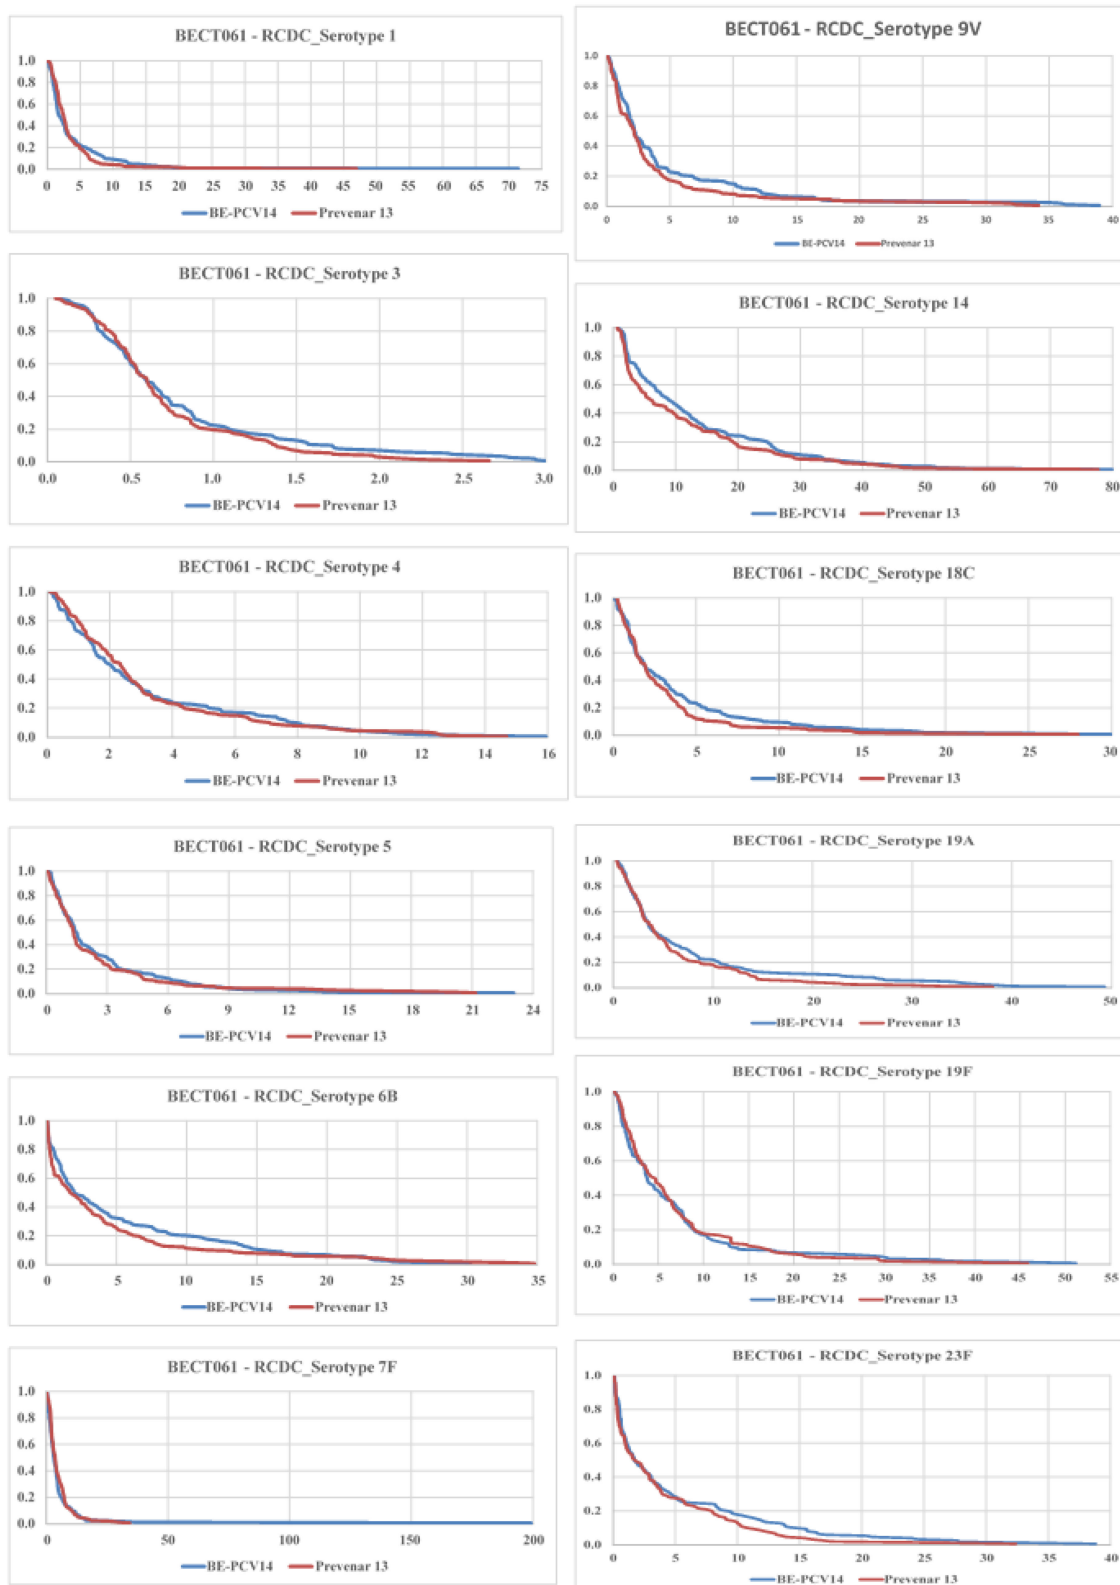 BECT061 - RCDC_Serotype 1
1.0
0.8
0.6
0.4
0.2
0.0
0 5 10 15 20 25 30 35 40 45 50 55 60 65 70 75
BE-PCV14 Prevenar 13
BECT061 - RCDC_Serotype 3
1.0
0.8
0.6
0.4
0.2
0.0
0.0 0.5 1.0 1.5 2.0 2.5 3.0
BE-PCV14 Prevenar 13
BECT061 - RCDC_Serotype 4
1.0
0.8
0.6
0.4
0.2
0.0
0 2 4 6 8 10 12 14 16
BE-PCV14 Prevenar 13
BECT061 - RCDC_Serotype 5
1.0
0.8
0.6
0.4
0.2
0.0
0 3 6 9 12 15 18 21 24
BE-PCV14 Prevenar 13
BECT061 - RCDC_Serotype 6B
1.0
0.8
0.6
0.4
0.2
0.0
0 5 10 15 20 25 30 35
BE-PCV14 Prevenar 13
BECT061 - RCDC_Serotype 7F
1.0
0.8
0.6
0.4
0.2
0.0
0 50 100 150 200
BE-PCV14 Prevenar 13
BECT061 - RCDC_Serotype 9V
1.0
0.8
0.6
0.4
0.2
0.0
0 5 10 15 20 25 30 35 40
BE-PCV14 Prevenar 13
BECT061 - RCDC_Serotype 14
1.0
0.8
0.6
0.4
0.2
0.0
0 10 20 30 40 50 60 70 80
BE-PCV14 Prevenar 13
BECT061 - RCDC_Serotype 18C
1.0
0.8
0.6
0.4
0.2
0.0
0 5 10 15 20 25 30
BE-PCV14 Prevenar 13
BECT061 - RCDC_Serotype 19A
1.0
0.8
0.6
0.4
0.2
0.0
0 10 20 30 40 50
BE-PCV14 Prevenar 13
BECT061 - RCDC_Serotype 19F
1.0
0.8
0.6
0.4
0.2
0.0
0 5 10 15 20 25 30 35 40 45 50 55
BE-PCV14 Prevenar 13
BECT061 - RCDC_Serotype 23F
1.0
0.8
0.6
0.4
0.2
0.0
0 5 10 15 20 25 30 35 40
BE-PCV14 Prevenar 13